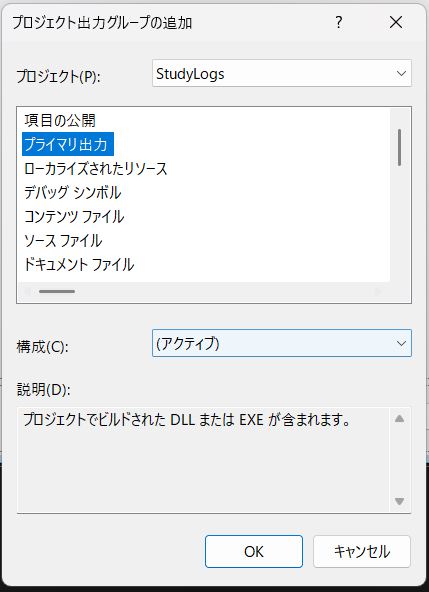 プロジェクト出力グループの追加
?
プロジェクト(P):
StudyLogs
項目の公開
プライマリ出力
ローカライズされたリソース
デバッグ シンボル
コンテンツ ファイル
ソース ファイル
ドキュメント ファイル
構成(C):
(アクティブ)
説明(D):
プロジェクトでビルドされた DLL または EXE が含まれます。
OK
キャンセル